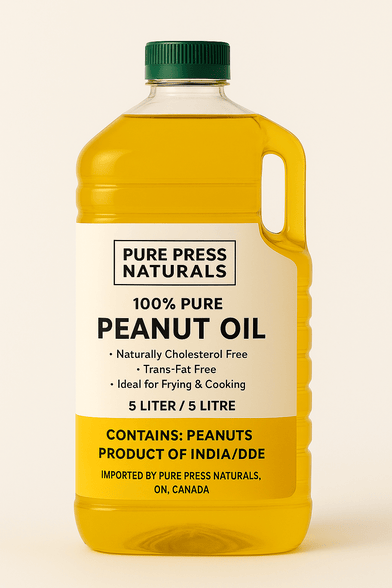 PURE PRESS
NATURALS
100% PURE
PEANUT OIL
• Naturally Cholesterol Free
• Trans-Fat Free
• Ideal for Frying & Cooking
5 LITER / 5 LITRE
CONTAINS: PEANUTS
PRODUCT OF INDIA/DDE
IMPORTED BY PURE PRESS NATURALS,
ON, CANADA